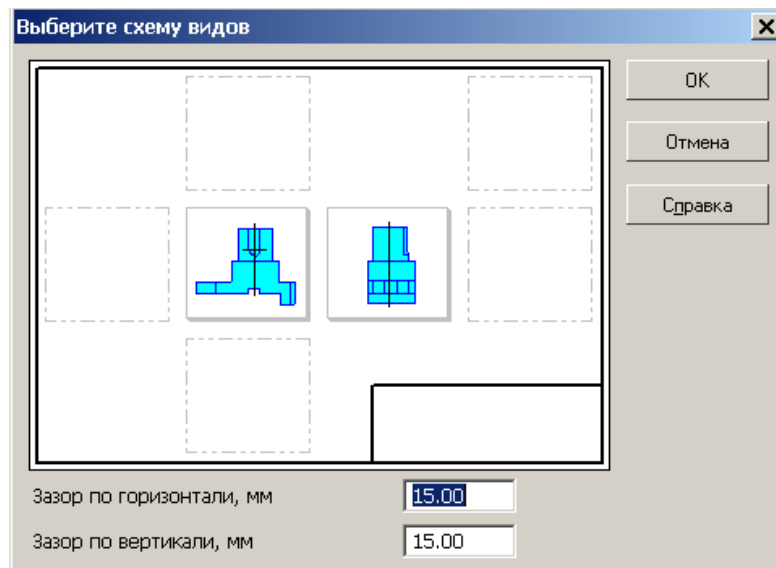 Выберите схему видов
OK
Отмена
Справка
Зазор по горизонтали, мм
15.00
Зазор по вертикали, мм
15.00